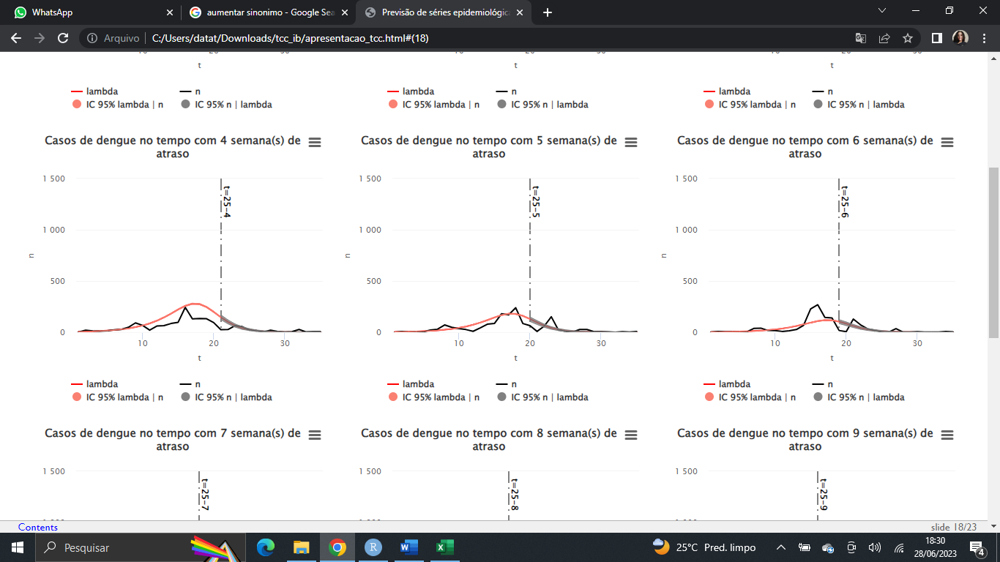 WhatsApp
aumentar sinonimo - Google Sea
Previsão de séries epidemiológica
Arquivo | C:/Users/datat/Downloads/tcc_ib/apresentacao_tcc.html#(18)
t t t
lambda n lambda n lambda n
IC 95% lambda | n IC 95% n | lambda IC 95% lambda | n IC 95% n | lambda IC 95% lambda | n IC 95% n | lambda
Casos de dengue no tempo com 4 semana(s) de
atraso
Casos de dengue no tempo com 5 semana(s) de
atraso
Casos de dengue no tempo com 6 semana(s) de
atraso
1 500 1 500 1 500
t=25-4 t=25-5 t=25-6
1 000 1 000 1 000
n n n
500 500 500
0 0 0
10 20 30 10 20 30 10 20 30
t t t
lambda n lambda n lambda n
IC 95% lambda | n IC 95% n | lambda IC 95% lambda | n IC 95% n | lambda IC 95% lambda | n IC 95% n | lambda
Casos de dengue no tempo com 7 semana(s) de
atraso
Casos de dengue no tempo com 8 semana(s) de
atraso
Casos de dengue no tempo com 9 semana(s) de
atraso
1 500 1 500 1 500
t=25-7 t=25-8 t=25-9
Contents slide 18/23
Pesquisar
25°C Pred. limpo
18:30
28/06/2023
4